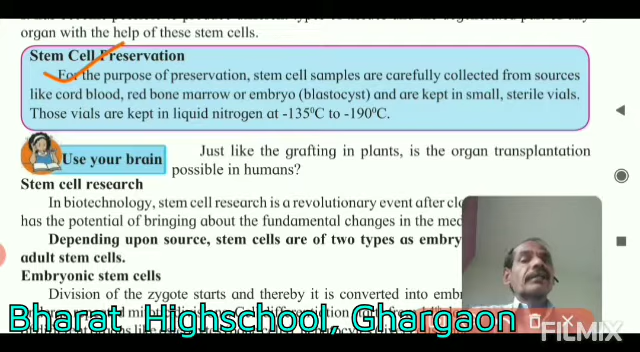 organ with the help of these stem cells.
Stem Cell Preservation
For the purpose of preservation, stem cell samples are carefully collected from sources
like cord blood, red bone marrow or embryo (blastocyst) and are kept in small, sterile vials.
Those vials are kept in liquid nitrogen at -135⁰C to -190⁰C.
Use your brain
Just like the grafting in plants, is the organ transplantation
possible in humans?
Stem cell research
In biotechnology, stem cell research is a revolutionary event after
has the potential of bringing about the fundamental changes in the
Depending upon source, stem cells are of two types as
adult stem cells.
Embryonic stem cells
Division of the zygote starts and thereby it is converted into
Bharat Highschool, Ghargaon
FILMIX